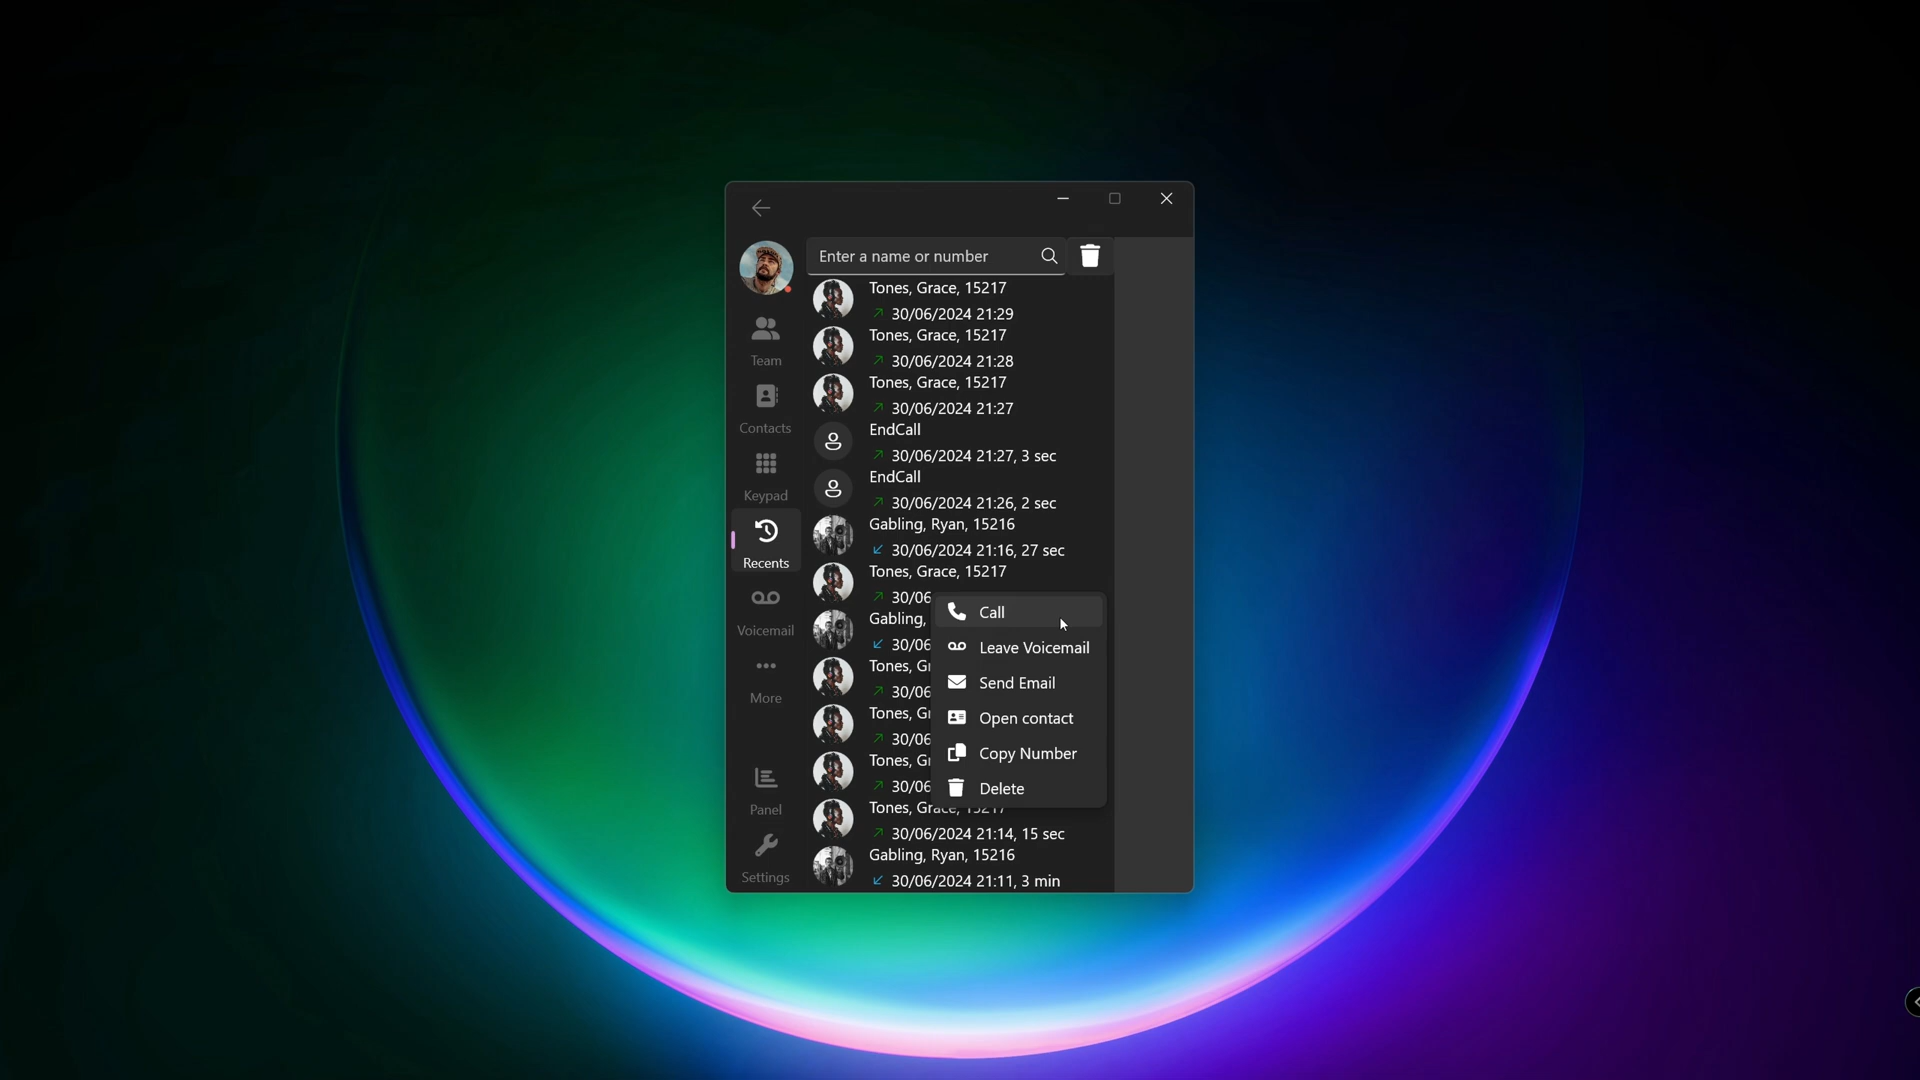 Enter a name or number
Team
Contacts
Keypad
Recents
Voicemail
More
Panel
Settings
Tones, Grace, 15217
30/06/2024 21:29
Tones, Grace, 15217
30/06/2024 21:28
Tones, Grace, 15217
30/06/2024 21:27
EndCall
30/06/2024 21:27, 3 sec
EndCall
30/06/2024 21:26, 2 sec
Gabling, Ryan, 15216
30/06/2024 21:16, 27 sec
Tones, Grace, 15217
30/06
Gabling,
30/06
Tones, Gr
30/06
Tones, Gr
30/06
Tones, Gr
30/06
Tones, Grace, 15217
30/06/2024 21:14, 15 sec
Gabling, Ryan, 15216
30/06/2024 21:11, 3 min
Call
Leave Voicemail
Send Email
Open contact
Copy Number
Delete